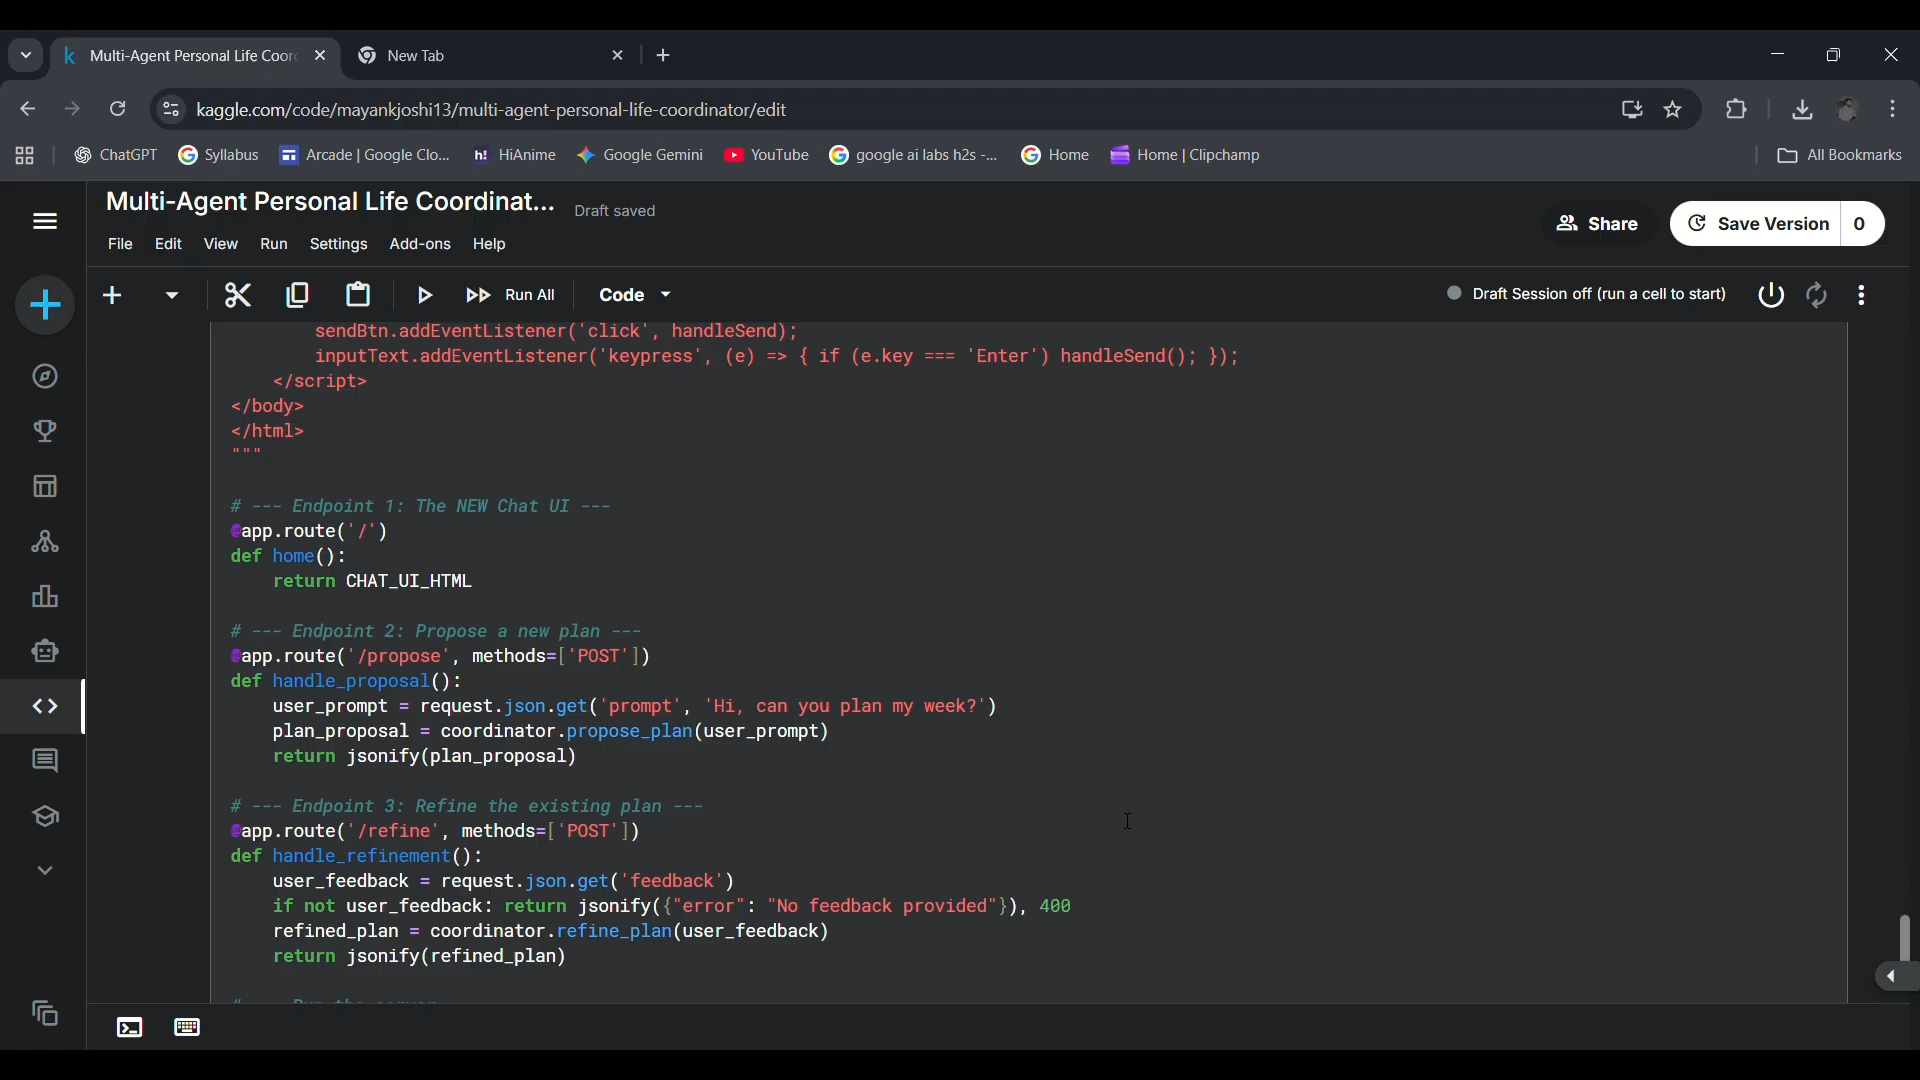 Multi-Agent Personal Life Coor
New Tab
kaggle.com/code/mayankjoshi13/multi-agent-personal-life-coordinator/edit
ChatGPT Syllabus Arcade | Google Clo... HiAnime Google Gemini YouTube google ai labs h2s -... Home Home | Clipchamp All Bookmarks
Multi-Agent Personal Life Coordinat... Draft saved
Share Save Version 0
File Edit View Run Settings Add-ons Help
Run All Code Draft Session off (run a cell to start)
sendBtn.addEventListener('click', handleSend);
inputText.addEventListener('keypress', (e) => { if (e.key === 'Enter') handleSend(); });
</script>
</body>
</html>
"""
# --- Endpoint 1: The NEW Chat UI ---
@app.route('/')
def home():
return CHAT_UI_HTML
# --- Endpoint 2: Propose a new plan ---
@app.route('/propose', methods=['POST'])
def handle_proposal():
user_prompt = request.json.get('prompt', 'Hi, can you plan my week?')
plan_proposal = coordinator.propose_plan(user_prompt)
return jsonify(plan_proposal)
# --- Endpoint 3: Refine the existing plan ---
@app.route('/refine', methods=['POST'])
def handle_refinement():
user_feedback = request.json.get('feedback')
if not user_feedback: return jsonify({"error": "No feedback provided"}), 400
refined_plan = coordinator.refine_plan(user_feedback)
return jsonify(refined_plan)